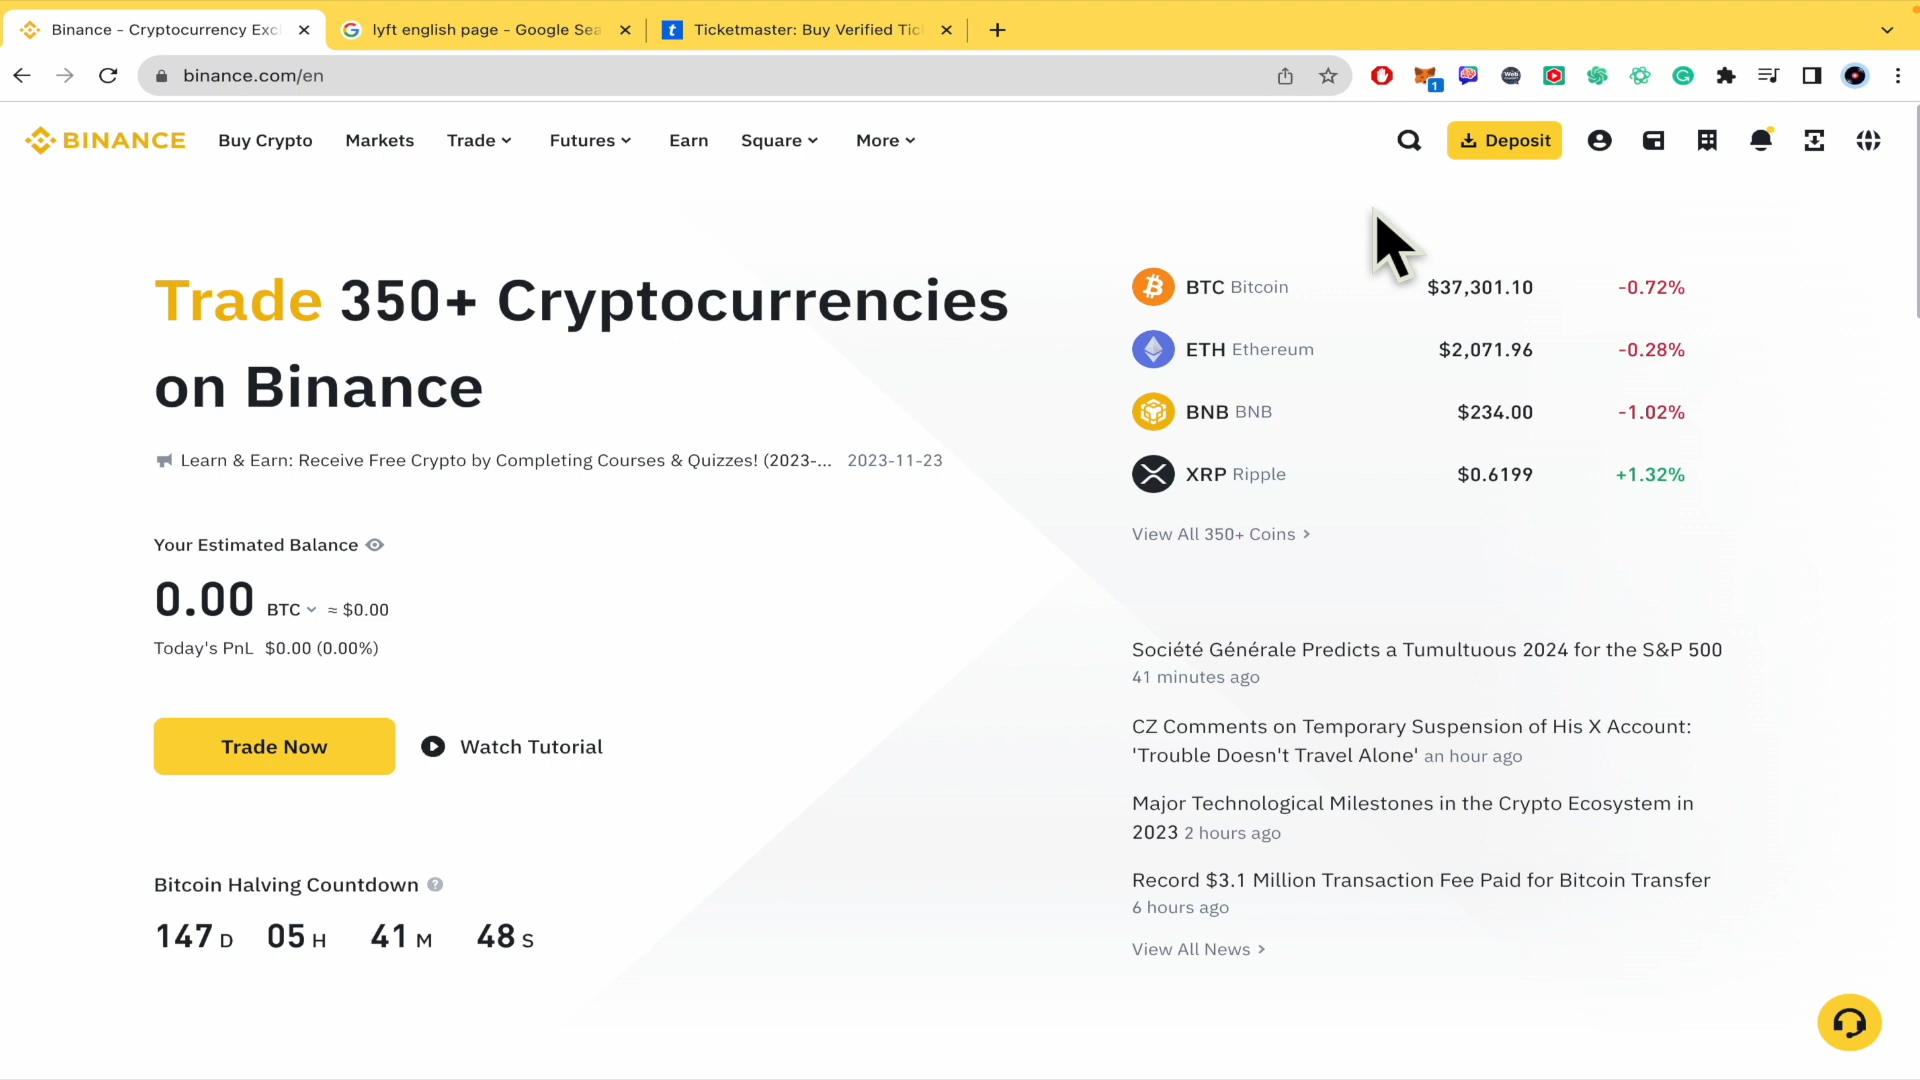 Binance - Cryptocurrency Exc
lyft english page - Google Sea
Ticketmaster: Buy Verified Tic
binance.com/en
1
BINANCE
Buy Crypto
Markets
Trade
Futures
Earn
Square
More
Deposit
Trade 350+ Cryptocurrencies
on Binance
Learn & Earn: Receive Free Crypto by Completing Courses & Quizzes! (2023-... 2023-11-23
Your Estimated Balance
0.00 BTC ≈ $0.00
Today's PnL $0.00 (0.00%)
Trade Now
Watch Tutorial
Bitcoin Halving Countdown ?
147 D 05 H 41 M 48 S
BTC Bitcoin $37,301.10 -0.72%
ETH Ethereum $2,071.96 -0.28%
BNB BNB $234.00 -1.02%
XRP Ripple $0.6199 +1.32%
View All 350+ Coins >
Société Générale Predicts a Tumultuous 2024 for the S&P 500
41 minutes ago
CZ Comments on Temporary Suspension of His X Account:
'Trouble Doesn't Travel Alone' an hour ago
Major Technological Milestones in the Crypto Ecosystem in
2023 2 hours ago
Record $3.1 Million Transaction Fee Paid for Bitcoin Transfer
6 hours ago
View All News >